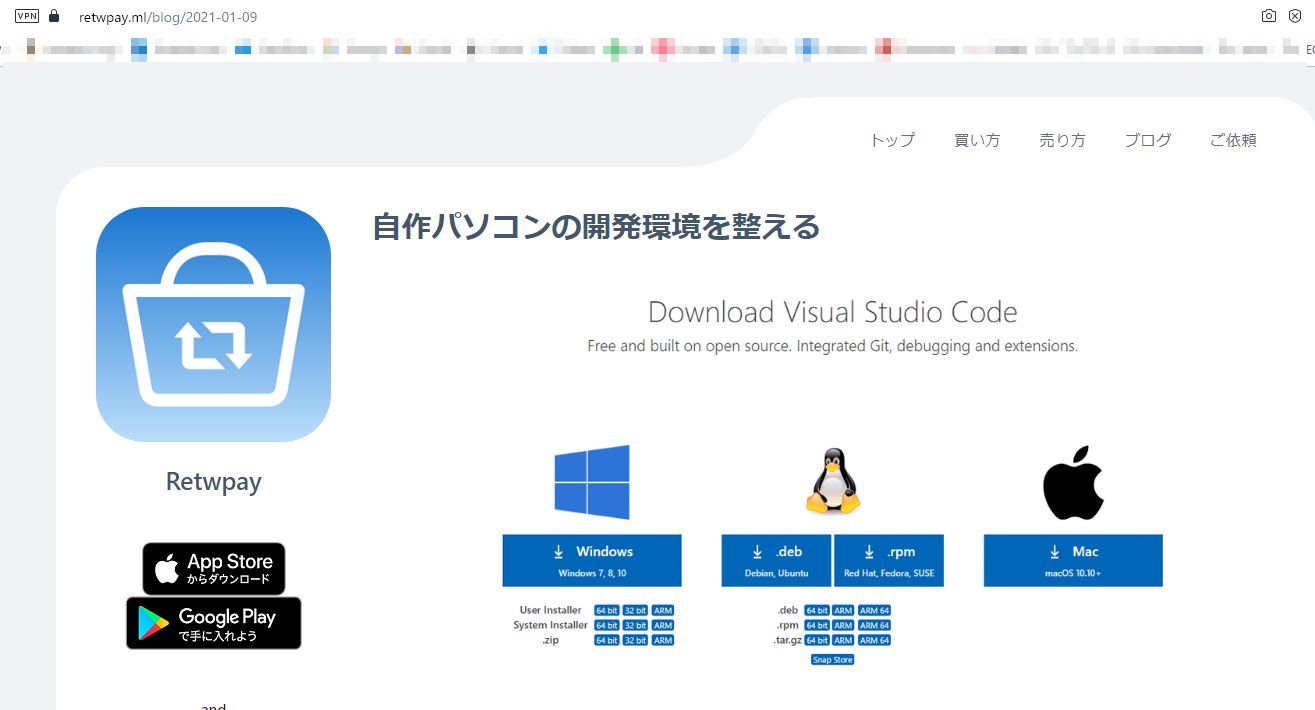 VPN retwpay.ml/blog/2021-01-09
トップ 買い方 売り方 ブログ ご依頼
自作パソコンの開発環境を整える
Download Visual Studio Code
Free and built on open source. Integrated Git, debugging and extensions.
Retwpay
App Store
からダウンロード
Google Play
で手に入れよう
and
Windows
Windows 7, 8, 10
User Installer 64 bit 32 bit ARM
System Installer 64 bit 32 bit ARM
.zip 64 bit 32 bit ARM
.deb
Debian, Ubuntu
.rpm
Red Hat, Fedora, SUSE
.deb 64 bit ARM ARM 64
.rpm 64 bit ARM ARM 64
.tar.gz 64 bit ARM ARM 64
Snap Store
Mac
macOS 10.10+